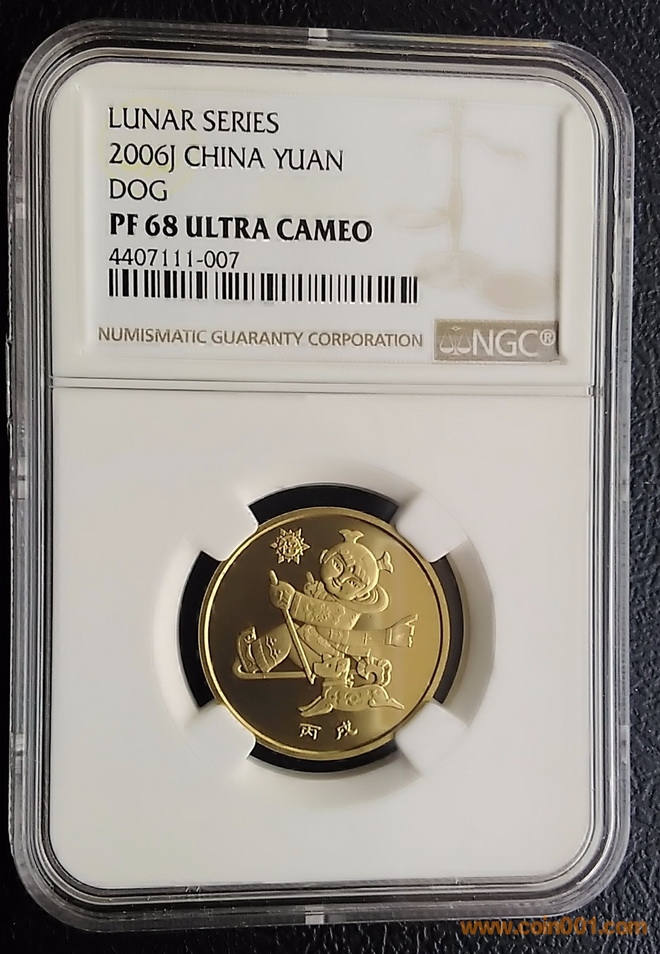 LUNAR SERIES
2006J CHINA YUAN
DOG
PF 68 ULTRA CAMEO
4407111-007
NUMISMATIC GUARANTY CORPORATION
NGC®
丙戌
www.coin001.com